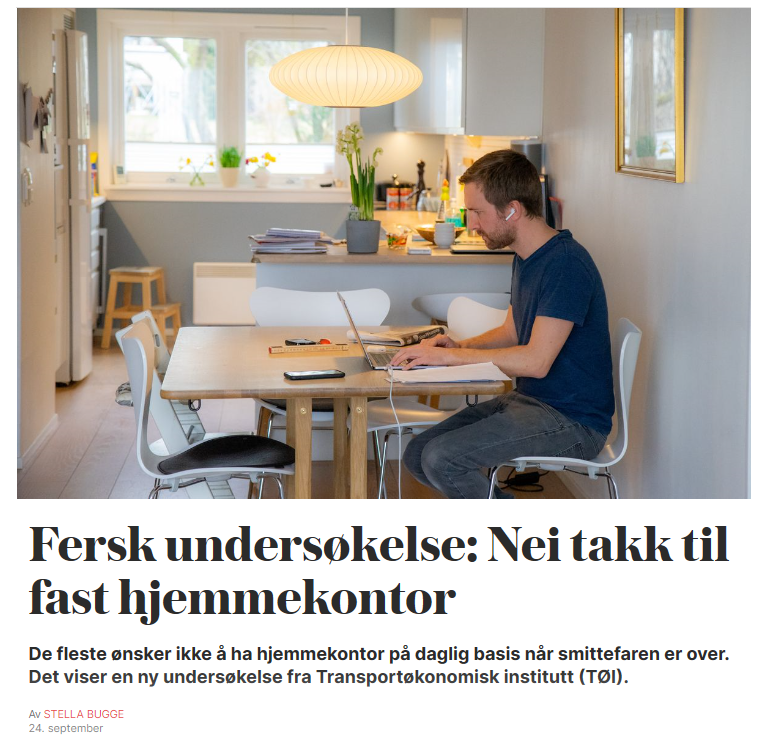 Fersk undersøkelse: Nei takk til
fast hjemmekontor
De fleste ønsker ikke å ha hjemmekontor på daglig basis når smittefaren er over.
Det viser en ny undersøkelse fra Transportøkonomisk institutt (TØI).
Av STELLA BUGGE
24. september